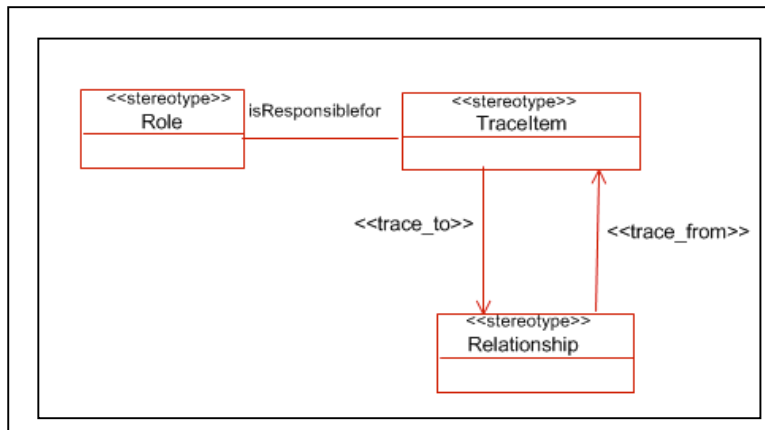 <<stereotype>>
Role
isResponsiblefor
<<stereotype>>
TraceItem
<<trace_to>>
<<trace_from>>
<<stereotype>>
Relationship